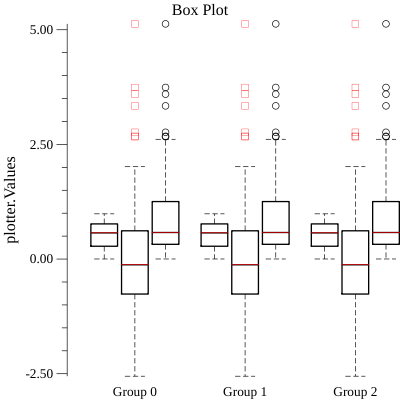 Box Plot
5.00
2.50
0.00
-2.50
plotter.Values
Group 0
Group 1
Group 2